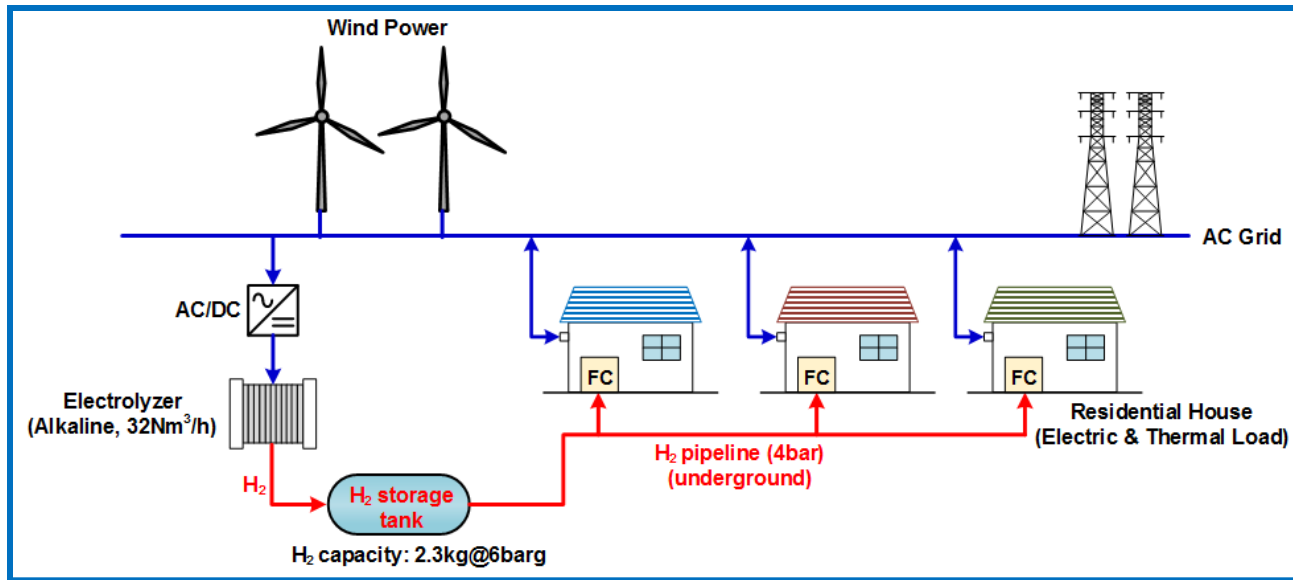 Wind Power
AC Grid
AC/DC
Electrolyzer
(Alkaline, 32Nm³/h)
FC
FC
FC
Residential House
(Electric & Thermal Load)
H₂ pipeline (4bar)
(underground)
H₂
H₂ storage
tank
H₂ capacity: 2.3kg@6barg